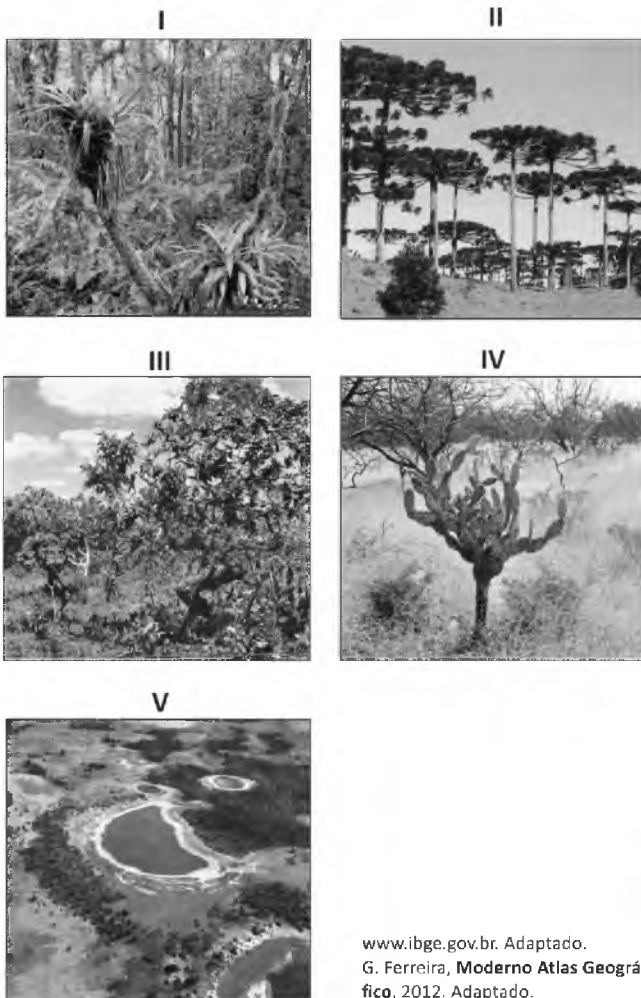 I
II
III
IV
V
www.ibge.gov.br. Adaptado.
G. Ferreira, Moderno Atlas Geográ
fico, 2012. Adaptado.